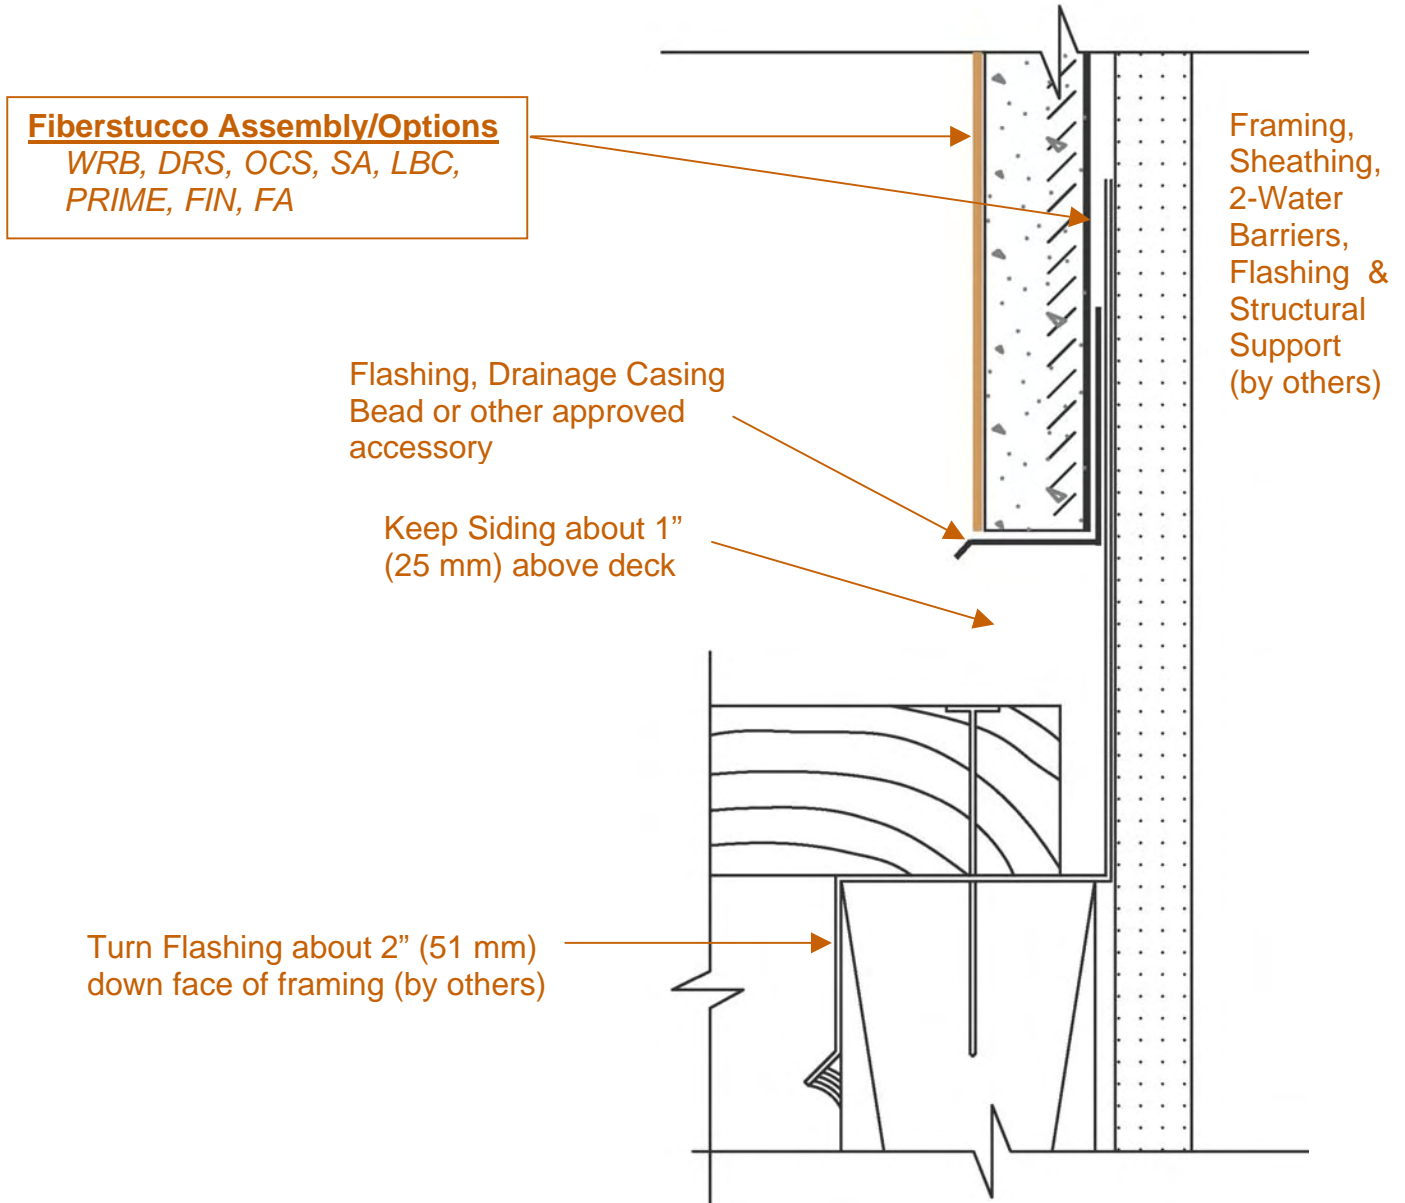 Fiberstucco Assembly/Options
WRB, DRS, OCS, SA, LBC,
PRIME, FIN, FA
Framing,
Sheathing,
2-Water
Barriers,
Flashing &
Structural
Support
(by others)
Flashing, Drainage Casing
Bead or other approved
accessory
Keep Siding about 1”
(25 mm) above deck
Turn Flashing about 2” (51 mm)
down face of framing (by others)